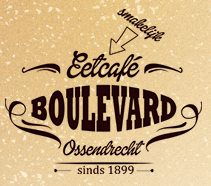 smakelijk
Eetcafé
BOULEVARD
Ossendrecht
sinds 1899